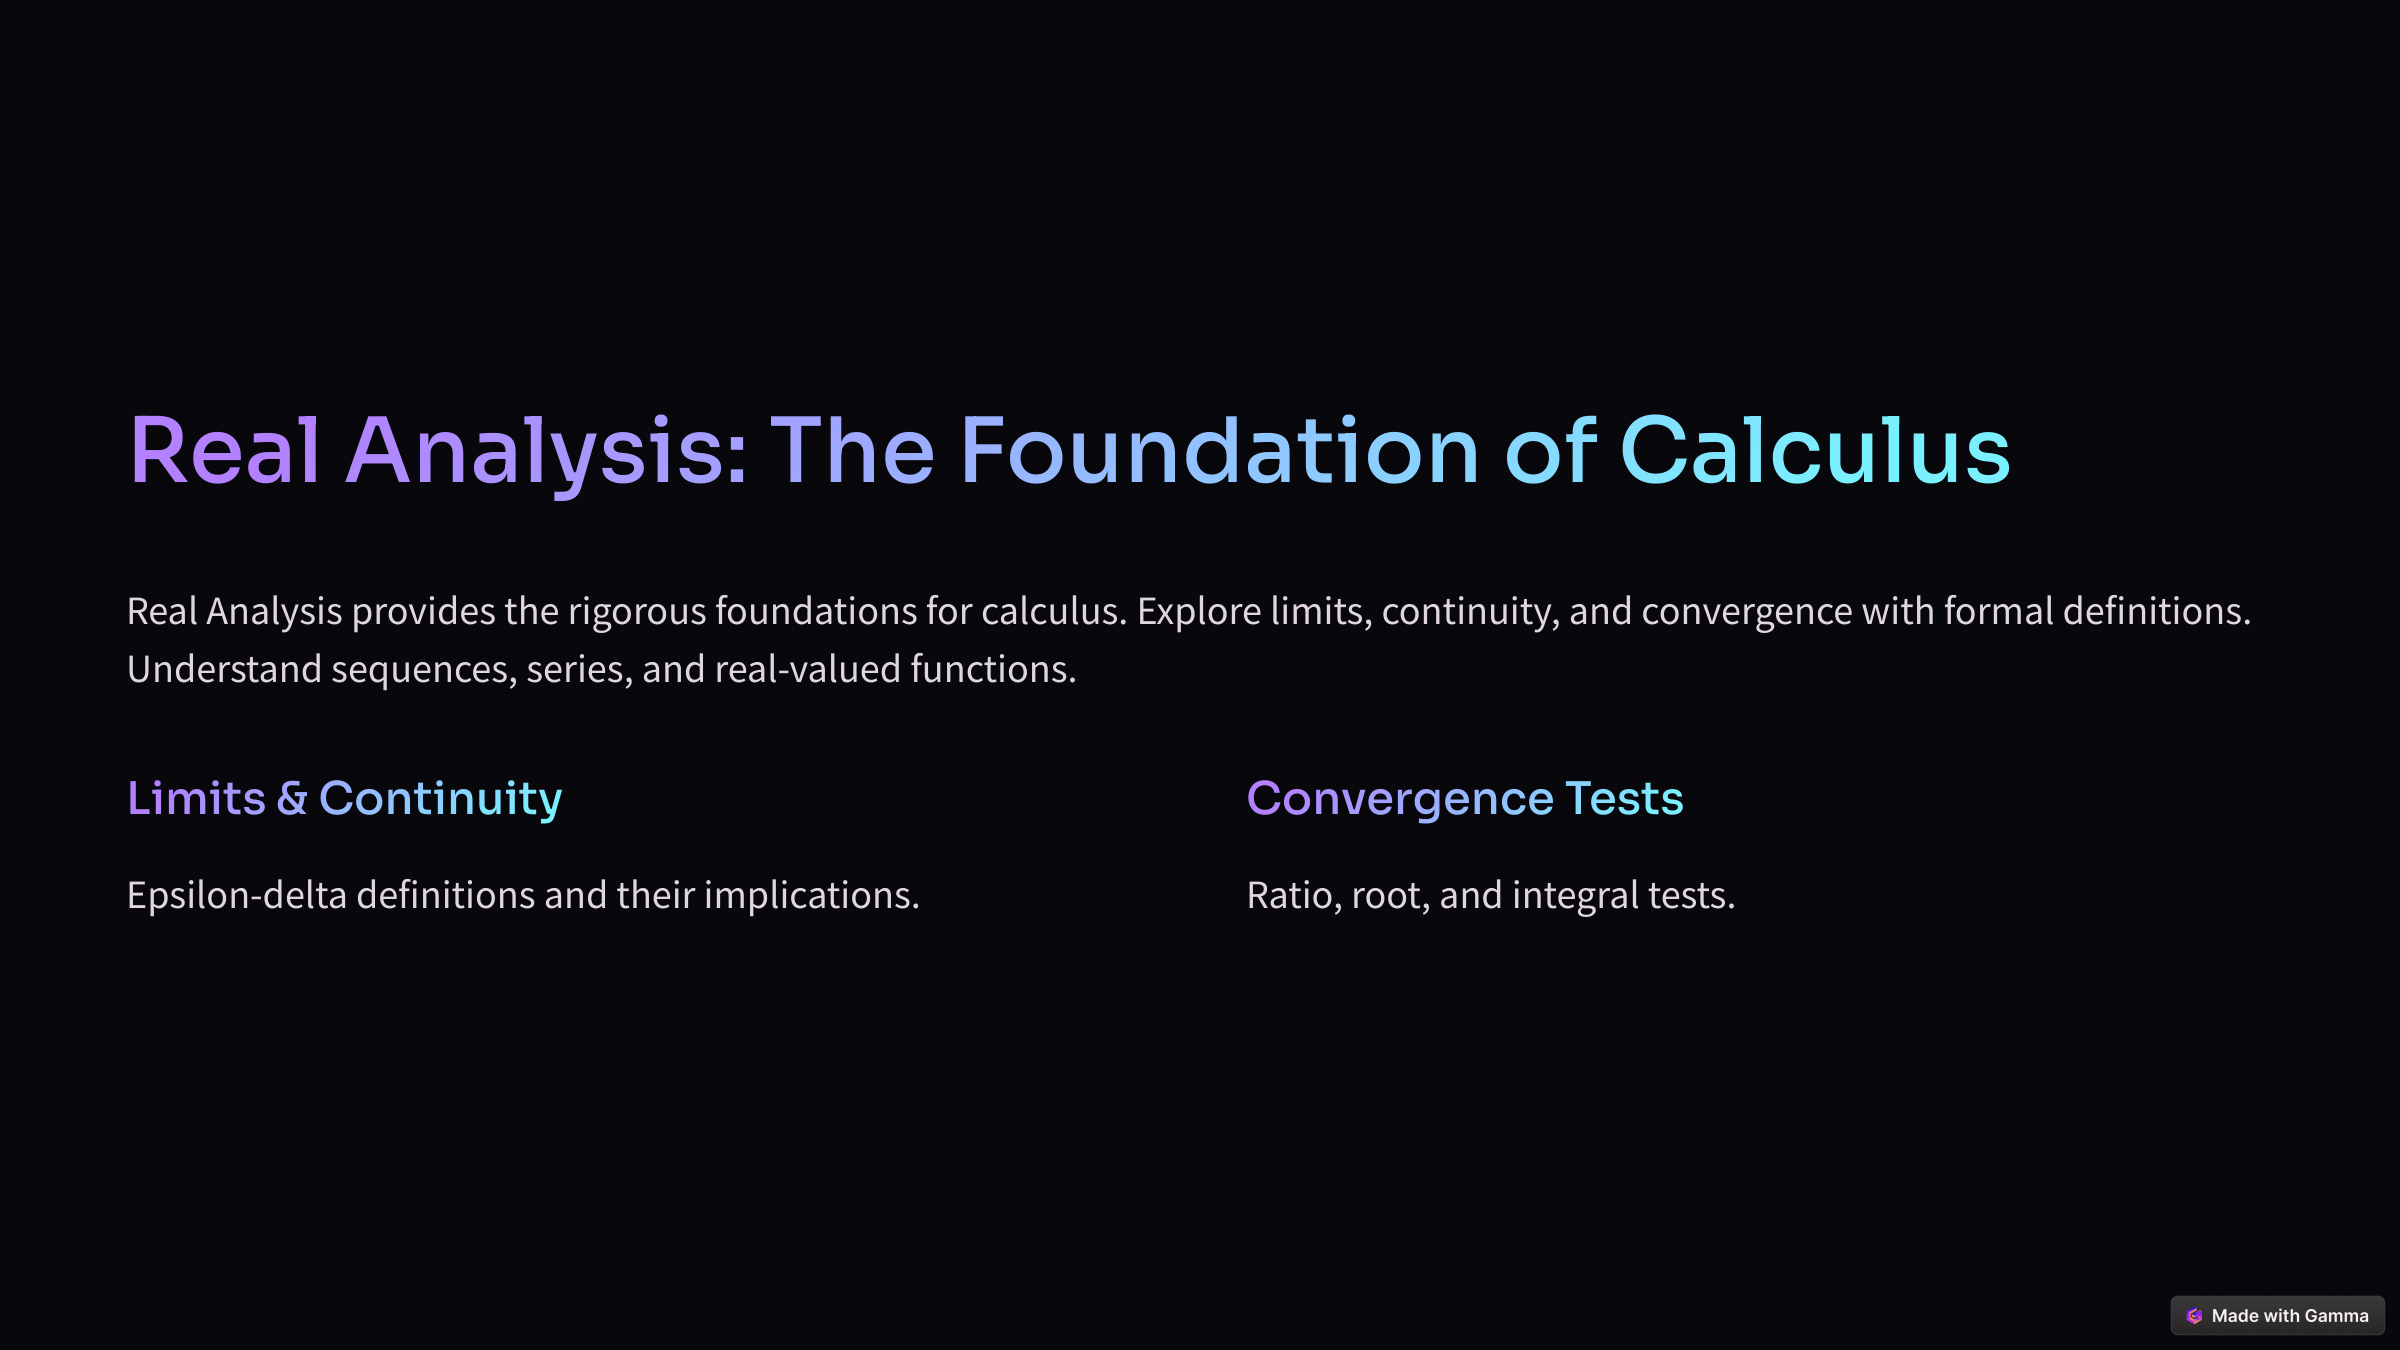 Real Analysis: The Foundation of Calculus
Real Analysis provides the rigorous foundations for calculus. Explore limits, continuity, and convergence with formal definitions.
Understand sequences, series, and real-valued functions.
Limits & Continuity
Epsilon-delta definitions and their implications.
Convergence Tests
Ratio, root, and integral tests.
Made with Gamma